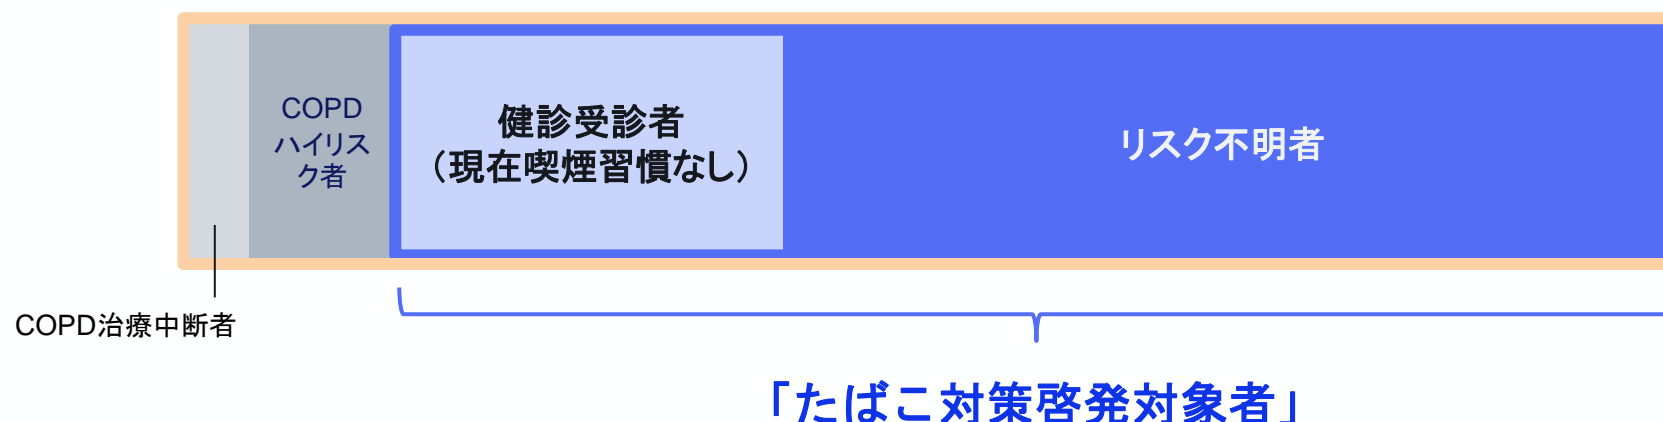 COPD
ハイリス
ク者
健診受診者
（現在喫煙習慣なし）
リスク不明者
COPD治療中断者
「たばこ対策啓発対象者」